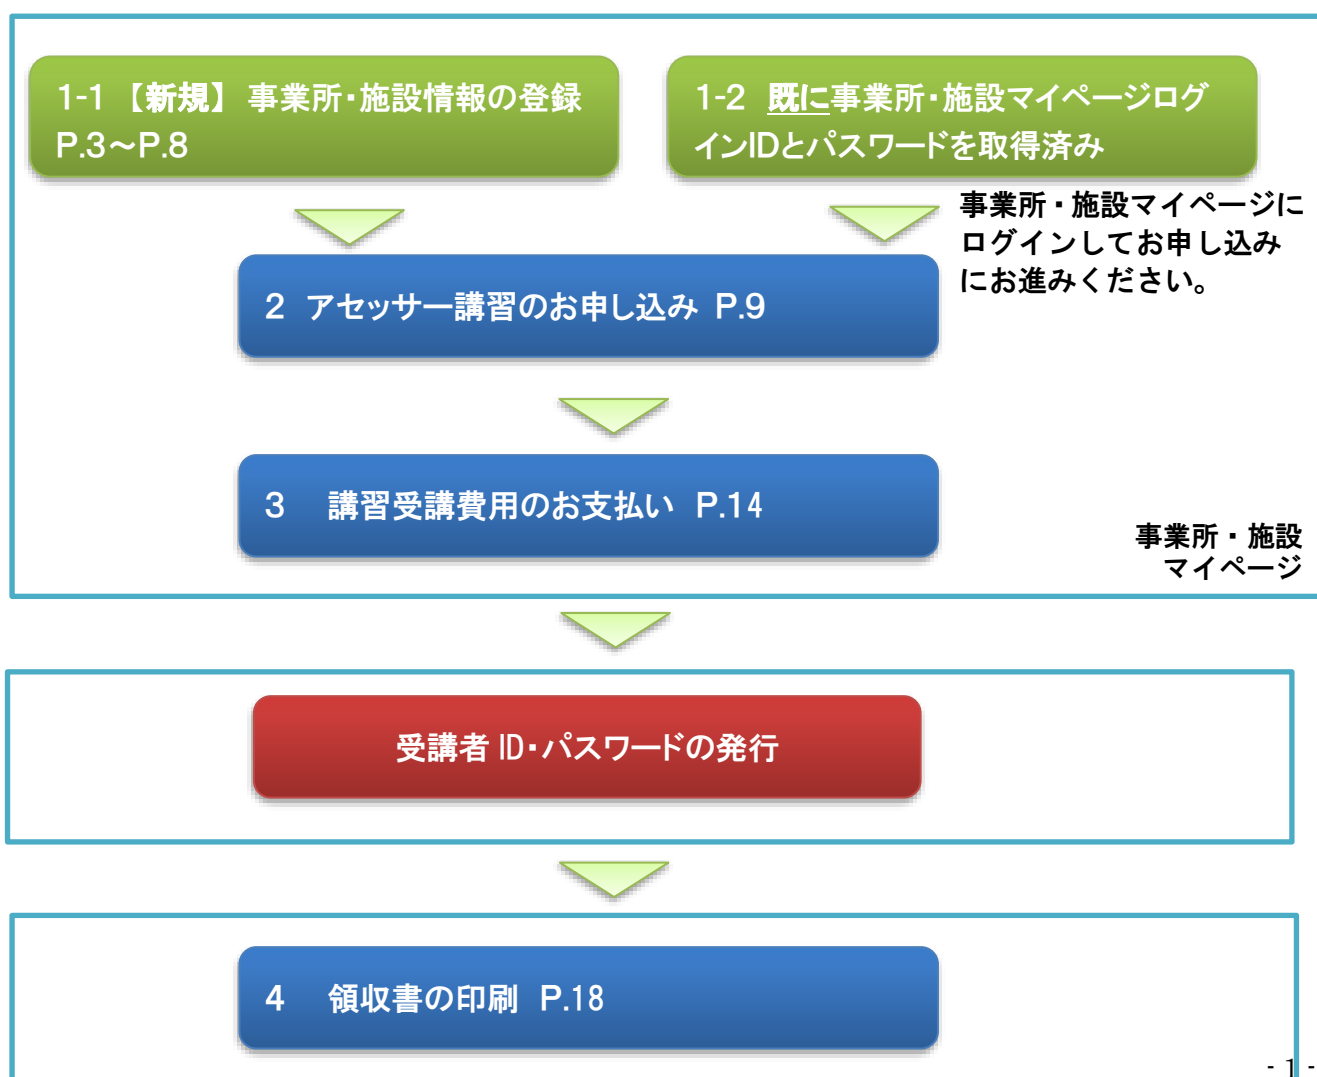 1-1 【新規】 事業所・施設情報の登録
P.3～P.8
1-2 既に事業所・施設マイページログ
インIDとパスワードを取得済み
事業所・施設マイページに
ログインしてお申し込み
にお進みください。
2 アセッサー講習のお申し込み P.9
3 講習受講費用のお支払い P.14
事業所・施設
マイページ
受講者 ID・パスワードの発行
4 領収書の印刷 P.18
- 1 -